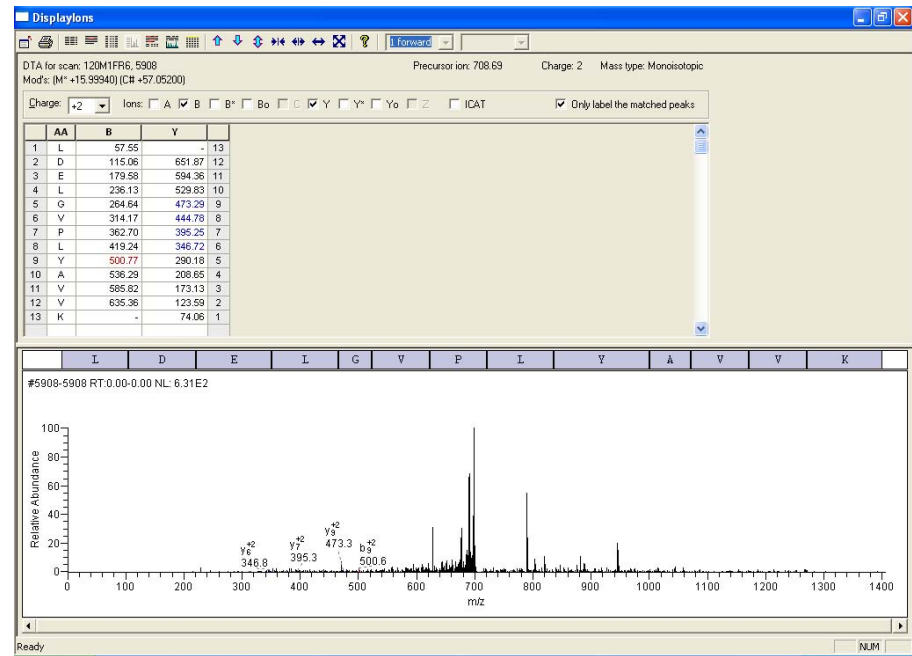 DisplayIons
1 forward
DTA for scan: 120M1FR6, 5908 Precursor ion: 708.69 Charge: 2 Mass type: Monoisotopic
Mod's: (M* +15.99940) (C# +57.05200)
Charge: +2 Ions: A B B* Bo C Y Y* Yo Z ICAT Only label the matched peaks
AA B Y
1 L 57.55 - 13
2 D 115.06 651.87 12
3 E 179.58 594.36 11
4 L 236.13 529.83 10
5 G 264.64 473.29 9
6 V 314.17 444.78 8
7 P 362.70 395.25 7
8 L 419.24 346.72 6
9 Y 500.77 290.18 5
10 A 536.29 208.65 4
11 V 585.82 173.13 3
12 V 635.36 123.59 2
13 K - 74.06 1
L D E L G V P L Y A V V K
#5908-5908 RT:0.00-0.00 NL: 6.31E2
100
80
60
40
20
0
Relative Abundance
y6+2
346.8
y7+2
395.3
y9+2
473.3
b9+2
500.6
0 100 200 300 400 500 600 700 800 900 1000 1100 1200 1300 1400
m/z
Ready NUM